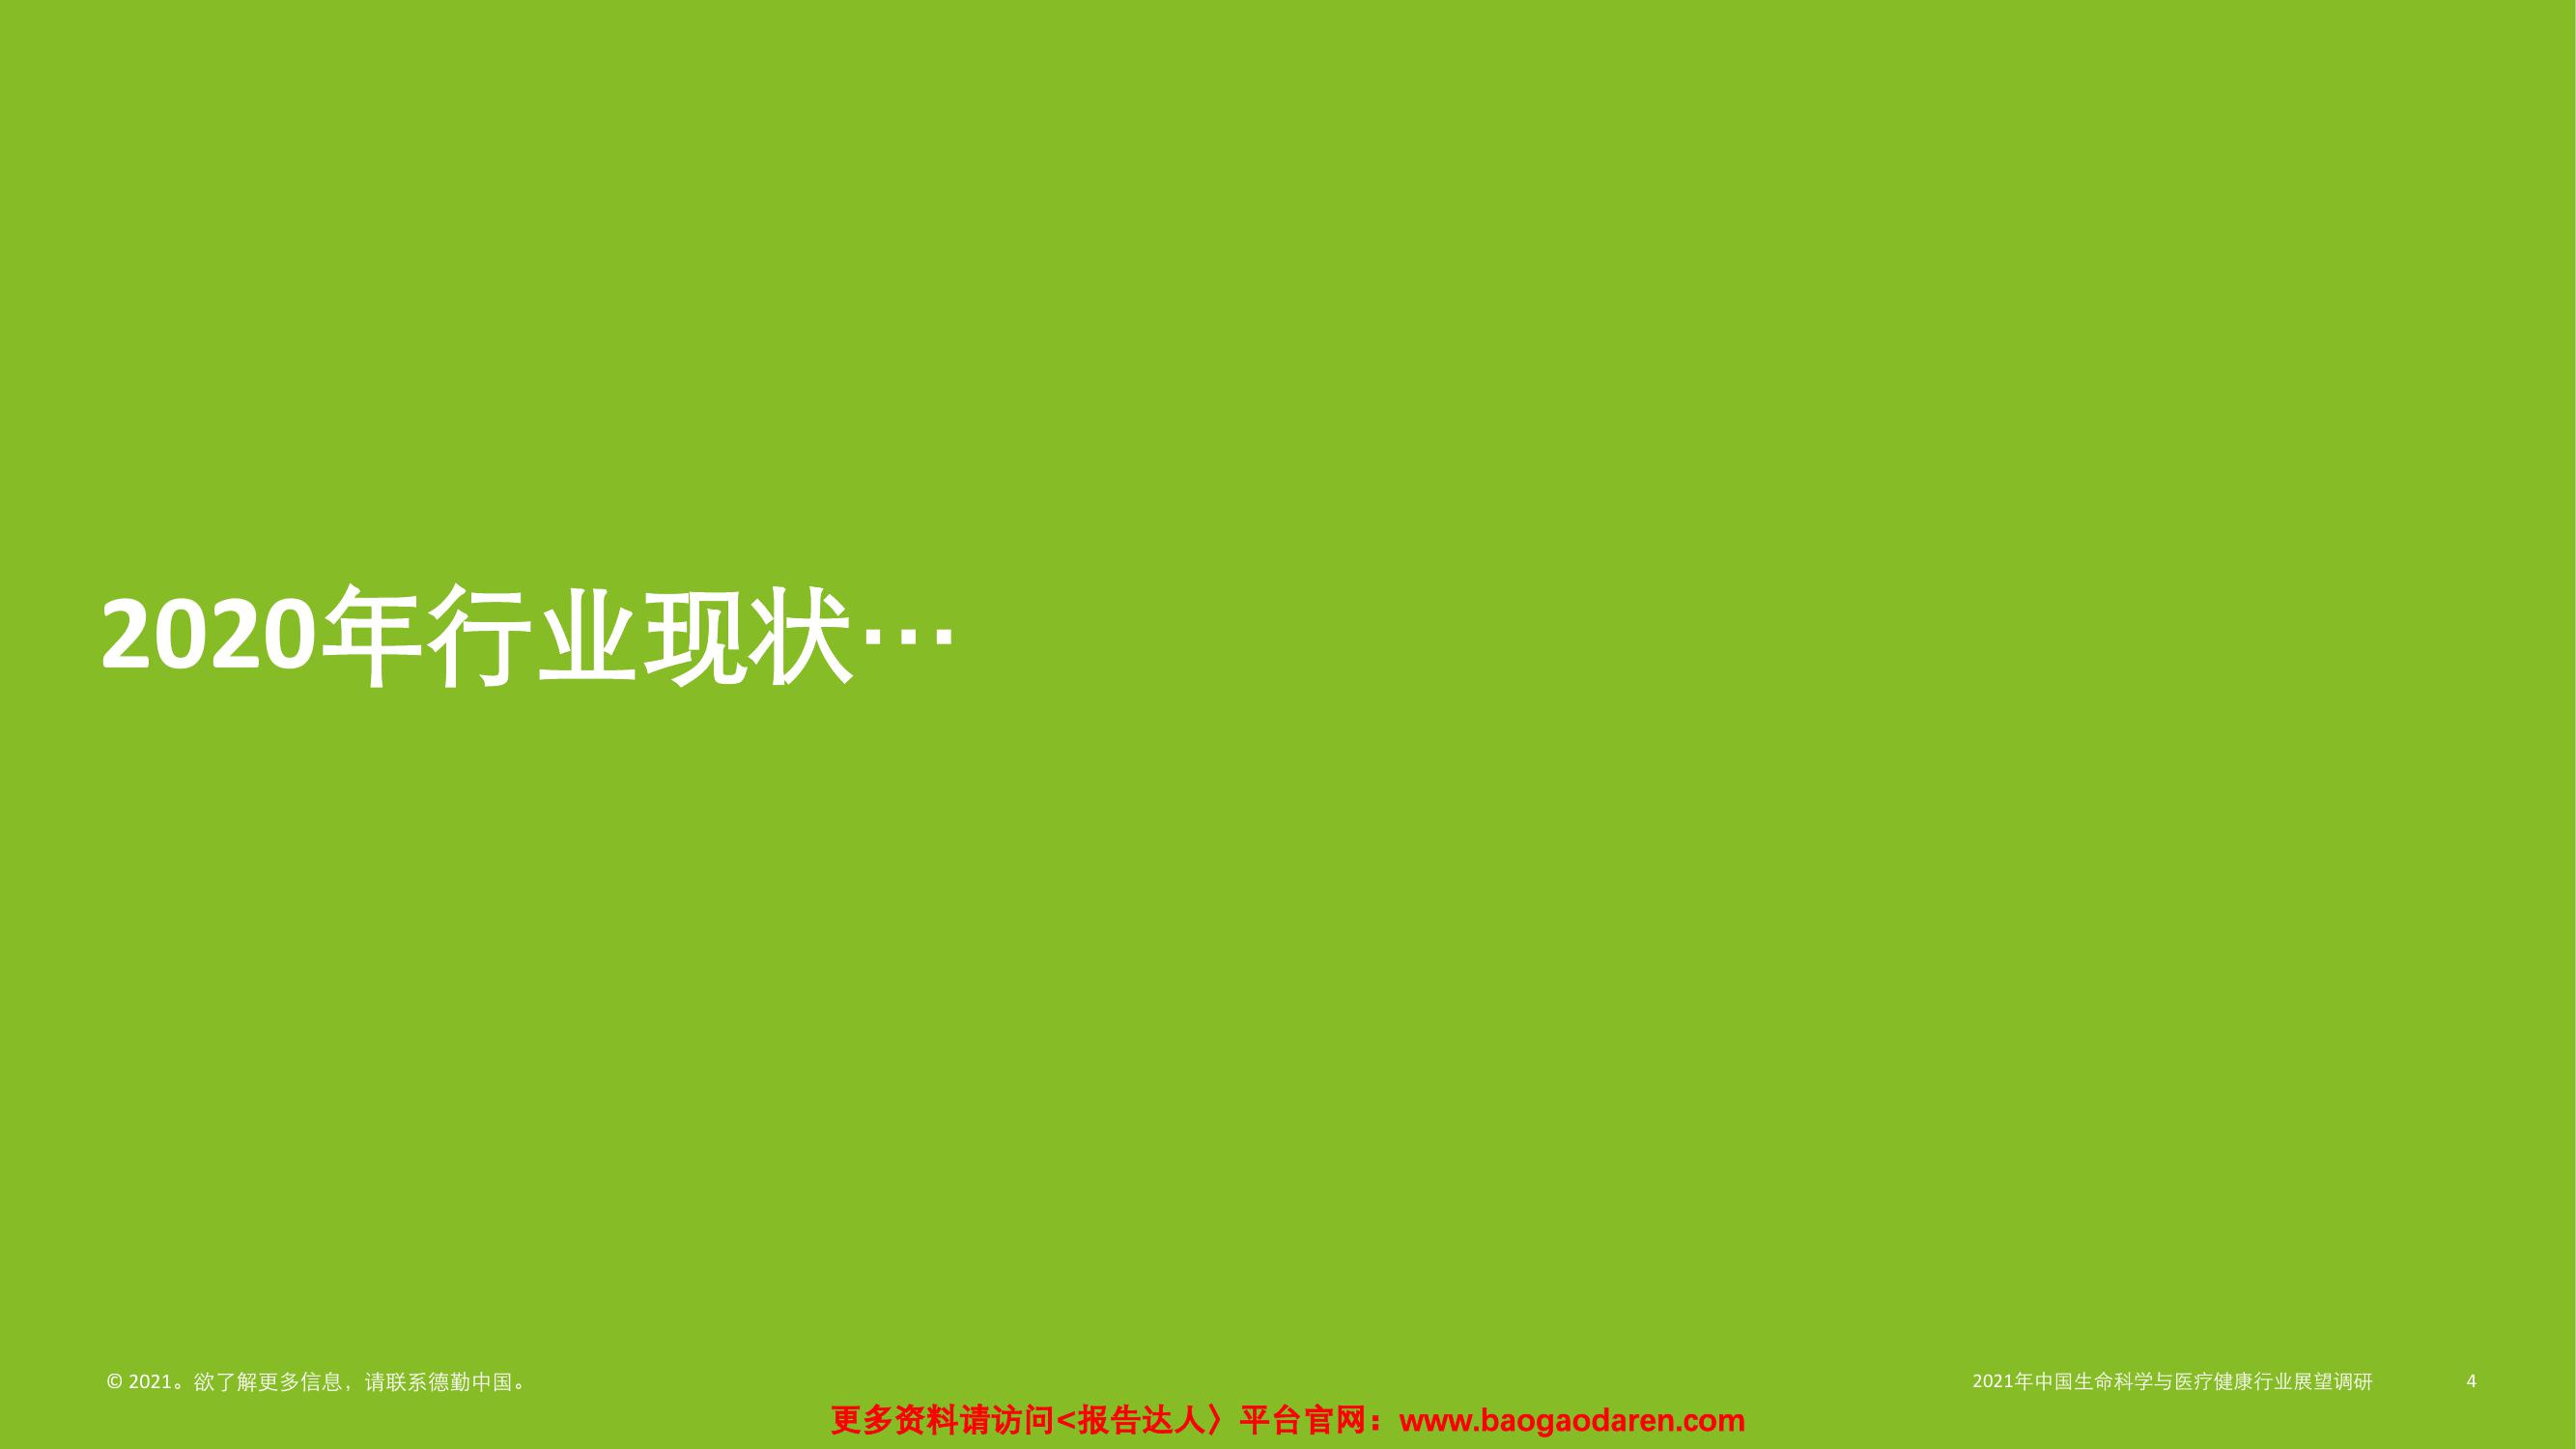 2020年行业现状…
© 2021。欲了解更多信息，请联系德勤中国。
2021年中国生命科学与医疗健康行业展望调研 4
更多资料请访问<报告达人〉平台官网：www.baogaodaren.com